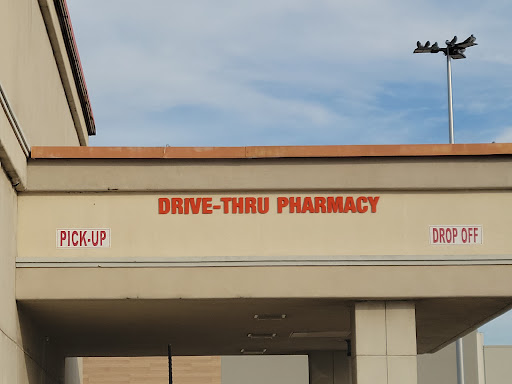 DRIVE-THRU PHARMACY
PICK-UP
DROP OFF